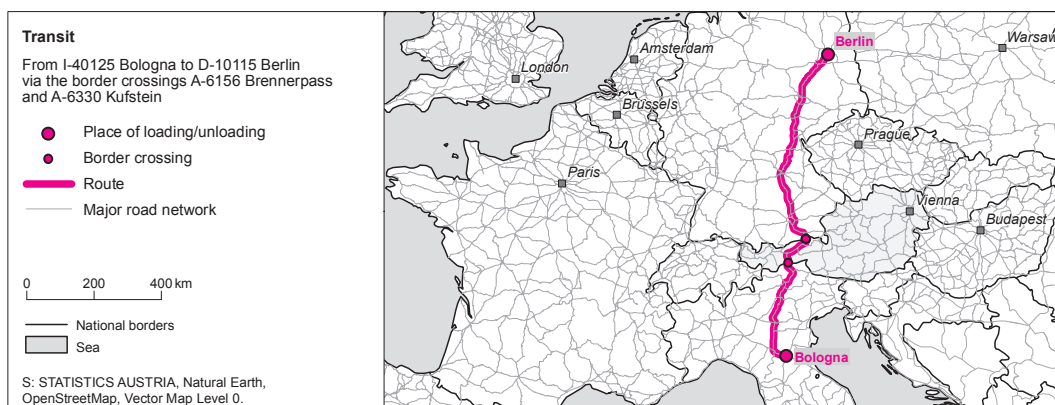 Transit
From I-40125 Bologna to D-10115 Berlin
via the border crossings A-6156 Brennerpass
and A-6330 Kufstein
Place of loading/unloading
Border crossing
Route
Major road network
0 200 400 km
National borders
Sea
S: STATISTICS AUSTRIA, Natural Earth,
OpenStreetMap, Vector Map Level 0.
Berlin
Warsaw
Amsterdam
London
Brüssels
Prague
Paris
Vienna
Budapest
Bologna